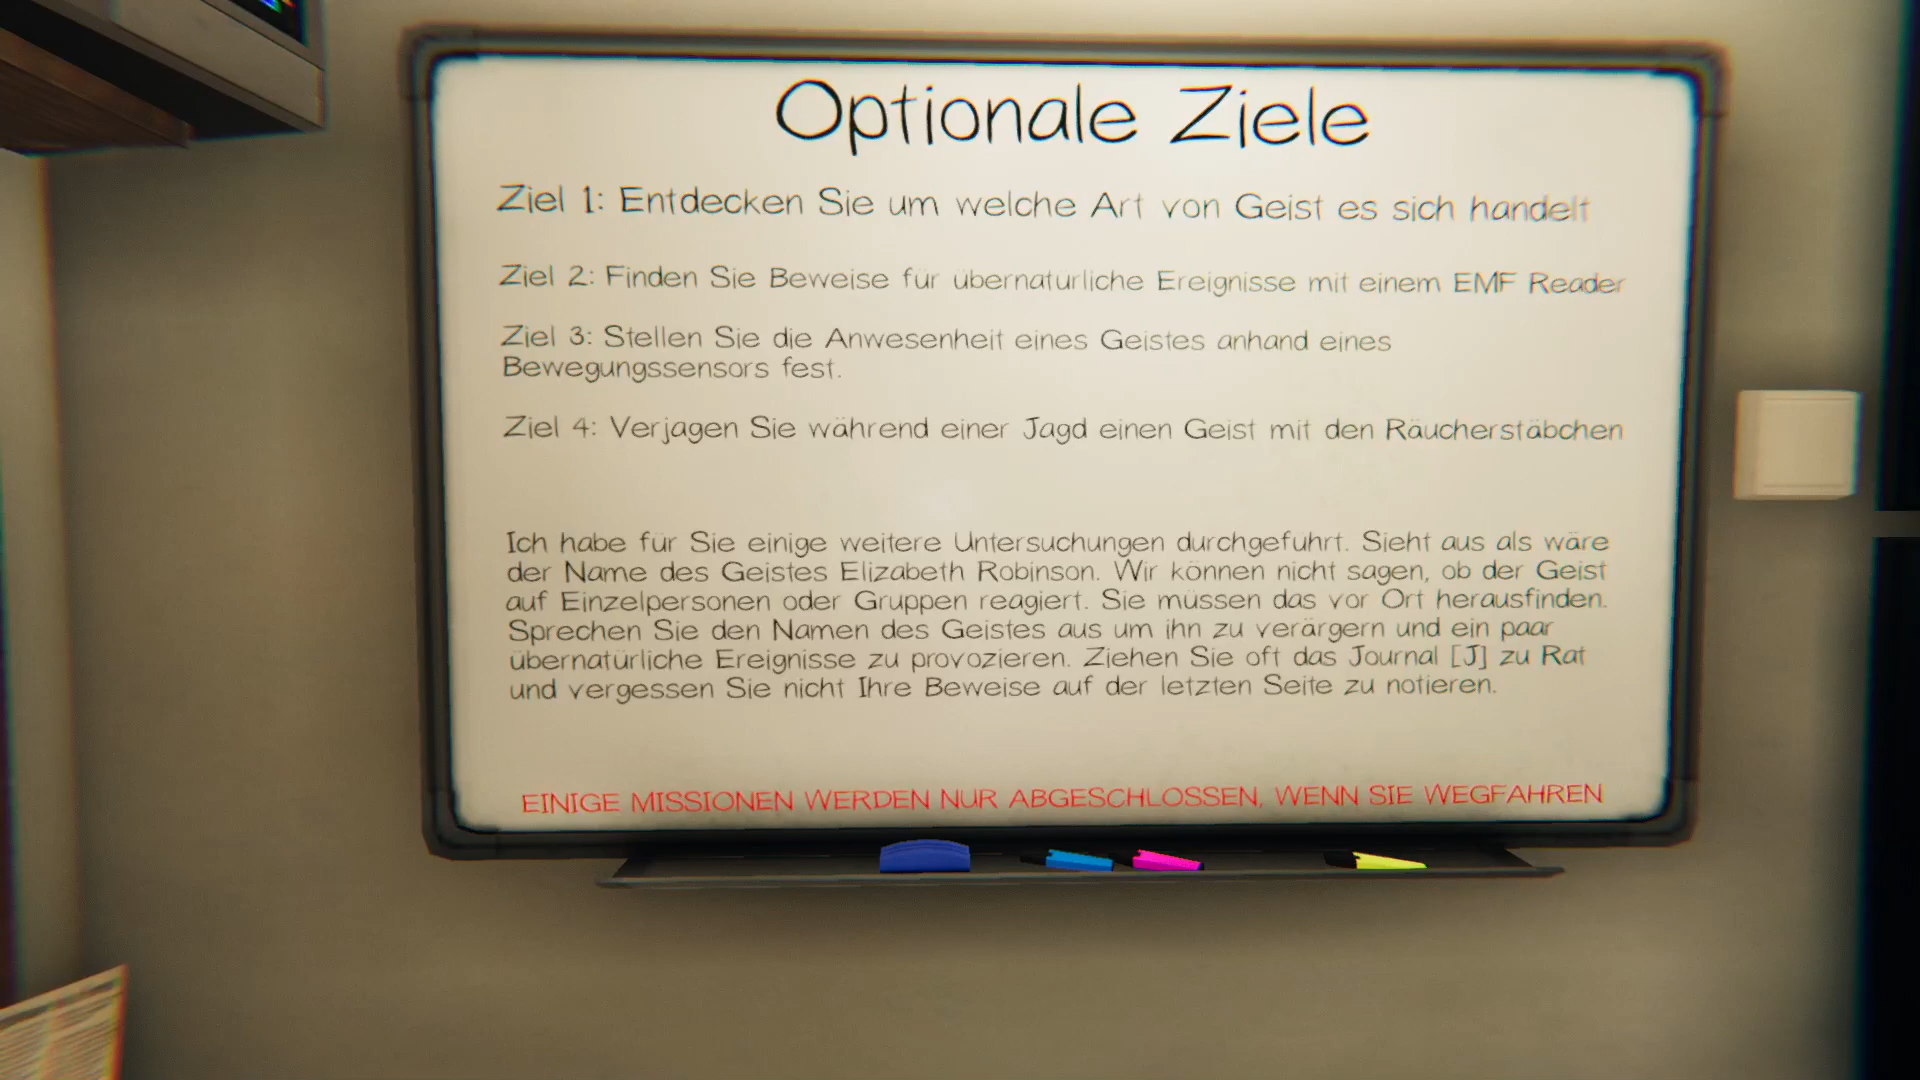 Optionale Ziele
Ziel 1: Entdecken Sie um welche Art von Geist es sich handelt
Ziel 2: Finden Sie Beweise für übernatürliche Ereignisse mit einem EMF Reader
Ziel 3: Stellen Sie die Anwesenheit eines Geistes anhand eines
Bewegungssensors fest.
Ziel 4: Verjagen Sie während einer Jagd einen Geist mit den Räucherstäbchen
Ich habe für Sie einige weitere Untersuchungen durchgeführt. Sieht aus als wäre
der Name des Geistes Elizabeth Robinson. Wir können nicht sagen, ob der Geist
auf Einzelpersonen oder Gruppen reagiert. Sie müssen das vor Ort herausfinden.
Sprechen Sie den Namen des Geistes aus um ihn zu verärgern und ein paar
übernatürliche Ereignisse zu provozieren. Ziehen Sie oft das Journal [J] zu Rat
und vergessen Sie nicht Ihre Beweise auf der letzten Seite zu notieren.
EINIGE MISSIONEN WERDEN NUR ABGESCHLOSSEN, WENN SIE WEGFAHREN